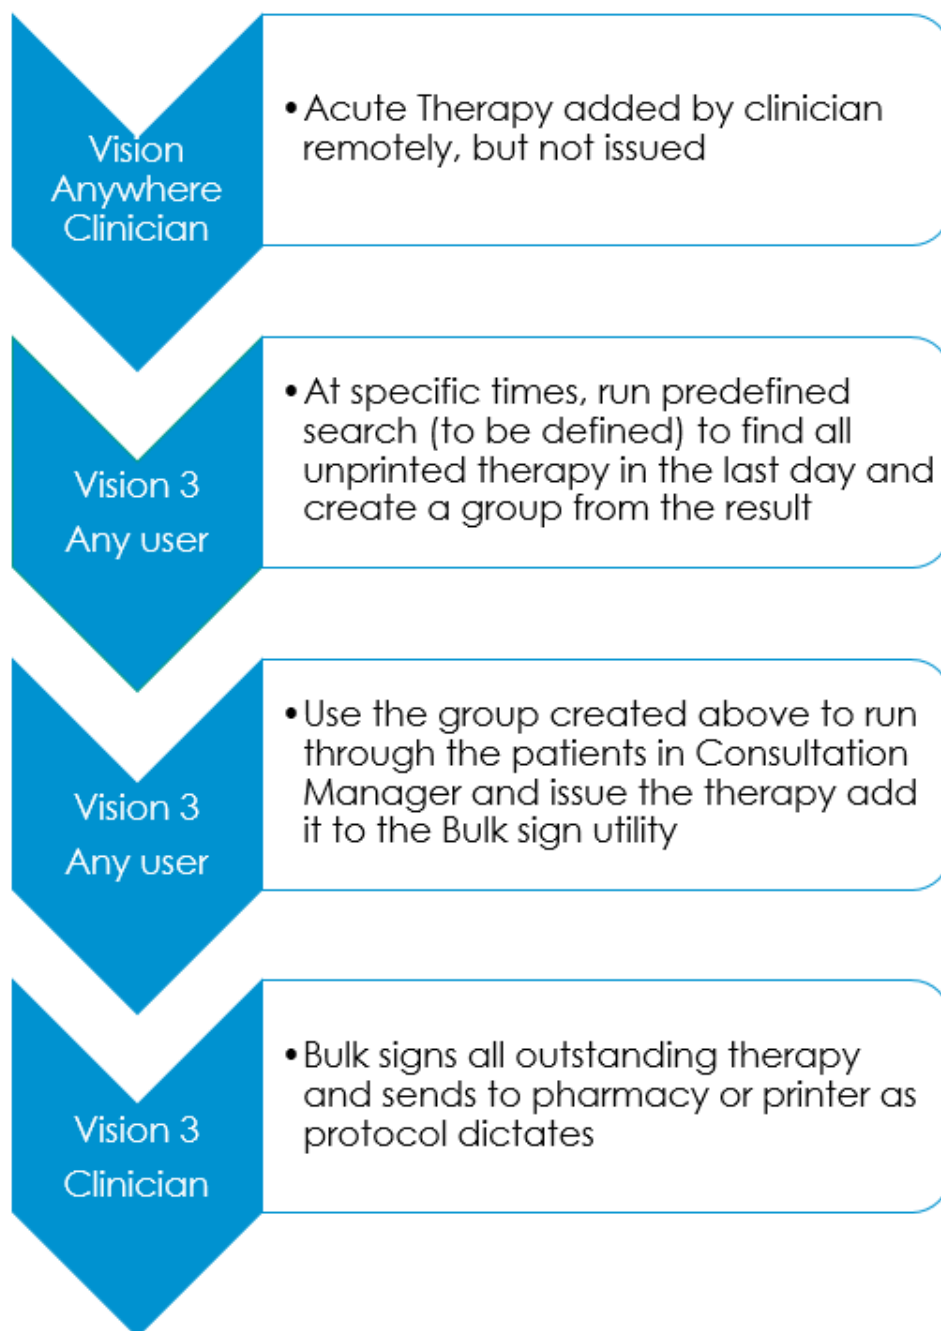 Vision
Anywhere
Clinician
•Acute Therapy added by clinician
remotely, but not issued
Vision 3
Any user
•At specific times, run predefined
search (to be defined) to find all
unprinted therapy in the last day and
create a group from the result
Vision 3
Any user
•Use the group created above to run
through the patients in Consultation
Manager and issue the therapy add
it to the Bulk sign utility
Vision 3
Clinician
•Bulk signs all outstanding therapy
and sends to pharmacy or printer as
protocol dictates